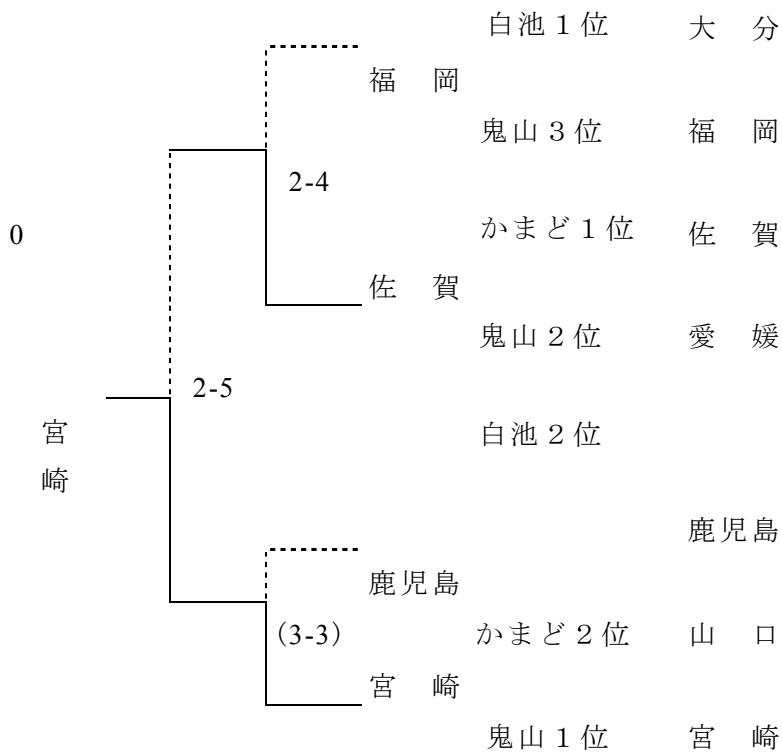 白池１位　大　分
福　岡
鬼山３位　福　岡
2-4
かまど１位　佐　賀
0
佐　賀
鬼山２位　愛　媛
2-5
宮崎
白池２位
鹿児島
鹿児島
(3-3)　かまど２位　山　口
宮　崎
鬼山１位　宮　崎